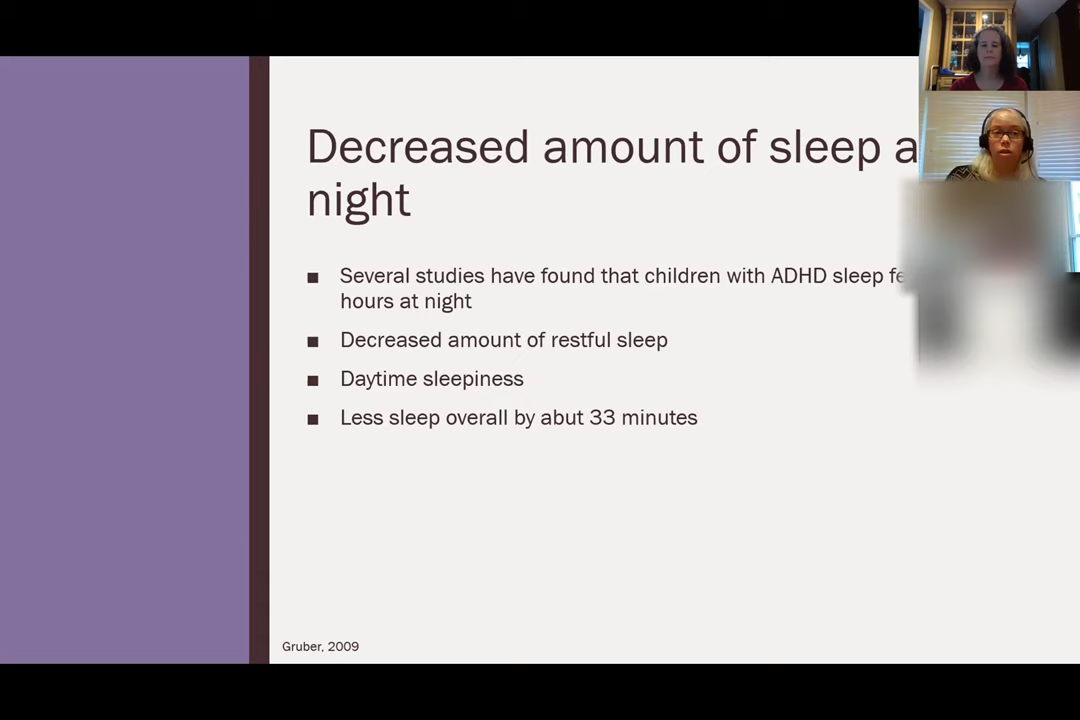 Decreased amount of sleep a
night
■ Several studies have found that children with ADHD sleep fe
hours at night
■ Decreased amount of restful sleep
■ Daytime sleepiness
■ Less sleep overall by abut 33 minutes
Gruber, 2009